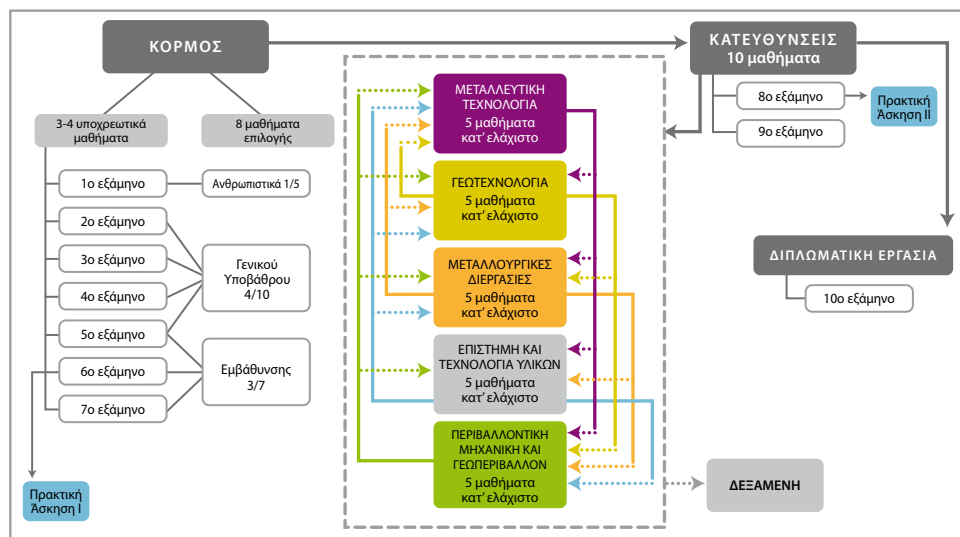 ΚΟΡΜΟΣ
3-4 υποχρεωτικά
μαθήματα
8 μαθήματα
επιλογής
1ο εξάμηνο
Ανθρωπιστικά 1/5
2ο εξάμηνο
3ο εξάμηνο
4ο εξάμηνο
5ο εξάμηνο
6ο εξάμηνο
7ο εξάμηνο
Γενικού
Υποβάθρου
4/10
Εμβάθυνσης
3/7
Πρακτική
Άσκηση Ι
ΜΕΤΑΛΛΕΥΤΙΚΗ
ΤΕΧΝΟΛΟΓΙΑ
5 μαθήματα
κατ' ελάχιστο
ΓΕΩΤΕΧΝΟΛΟΓΙΑ
5 μαθήματα
κατ' ελάχιστο
ΜΕΤΑΛΛΟΥΡΓΙΚΕΣ
ΔΙΕΡΓΑΣΙΕΣ
5 μαθήματα
κατ' ελάχιστο
ΕΠΙΣΤΗΜΗ ΚΑΙ
ΤΕΧΝΟΛΟΓΙΑ ΥΛΙΚΩΝ
5 μαθήματα
κατ' ελάχιστο
ΠΕΡΙΒΑΛΛΟΝΤΙΚΗ
ΜΗΧΑΝΙΚΗ ΚΑΙ
ΓΕΩΠΕΡΙΒΑΛΛΟΝ
5 μαθήματα
κατ' ελάχιστο
ΚΑΤΕΥΘΥΝΣΕΙΣ
10 μαθήματα
8ο εξάμηνο
9ο εξάμηνο
Πρακτική
Άσκηση ΙΙ
ΔΙΠΛΩΜΑΤΙΚΗ ΕΡΓΑΣΙΑ
10ο εξάμηνο
ΔΕΞΑΜΕΝΗ